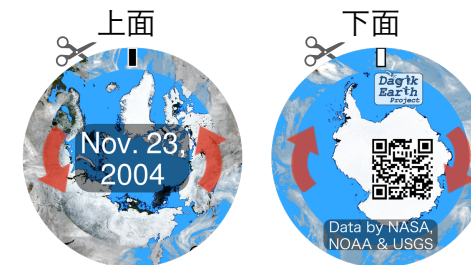 上面
下面
Nov. 23,
2004
Dagik
Earth
Project
Data by NASA,
NOAA & USGS